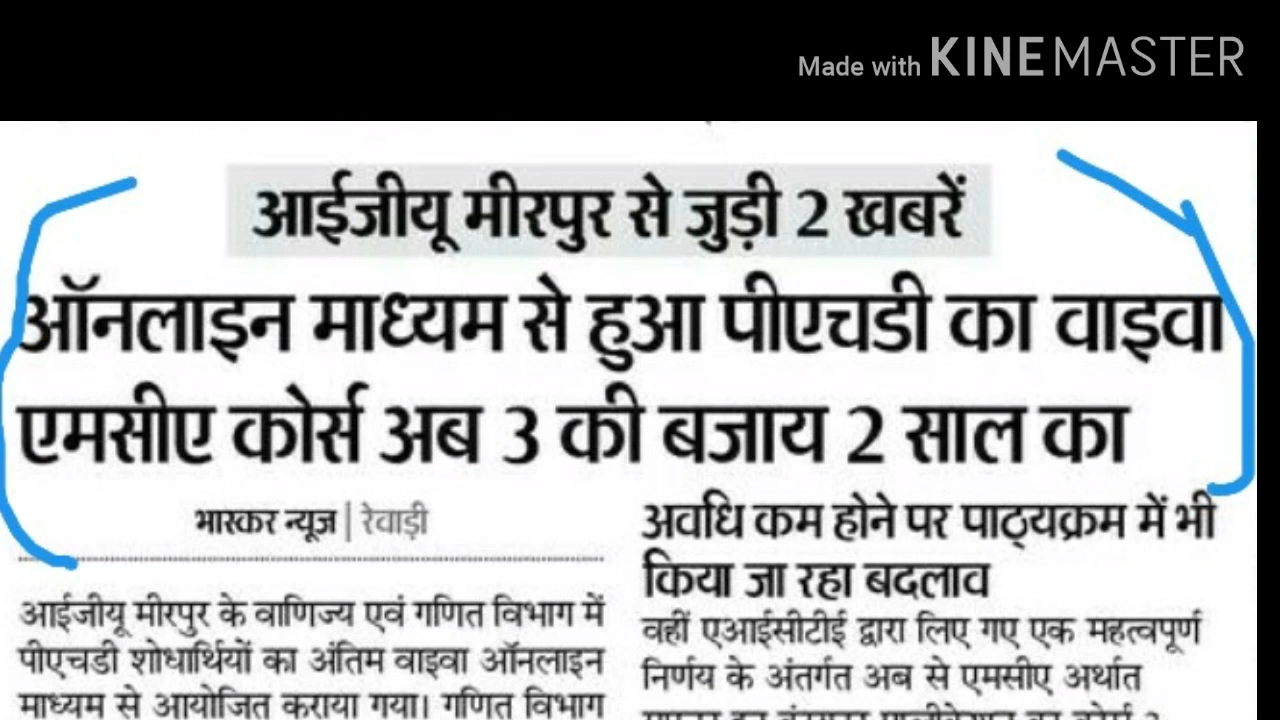 Made with KINEMASTER
आईजीयू मीरपुर से जुड़ी 2 खबरें
ऑनलाइन माध्यम से हुआ पीएचडी का वाइवा
एमसीए कोर्स अब 3 की बजाय 2 साल का
भास्कर न्यूज | रेवाड़ी
आईजीयू मीरपुर के वाणिज्य एवं गणित विभाग में
पीएचडी शोधार्थियों का अंतिम वाइवा ऑनलाइन
माध्यम से आयोजित कराया गया। गणित विभाग
अवधि कम होने पर पाठ्यक्रम में भी
किया जा रहा बदलाव
वहीं एआईसीटीई द्वारा लिए गए एक महत्वपूर्ण
निर्णय के अंतर्गत अब से एमसीए अर्थात